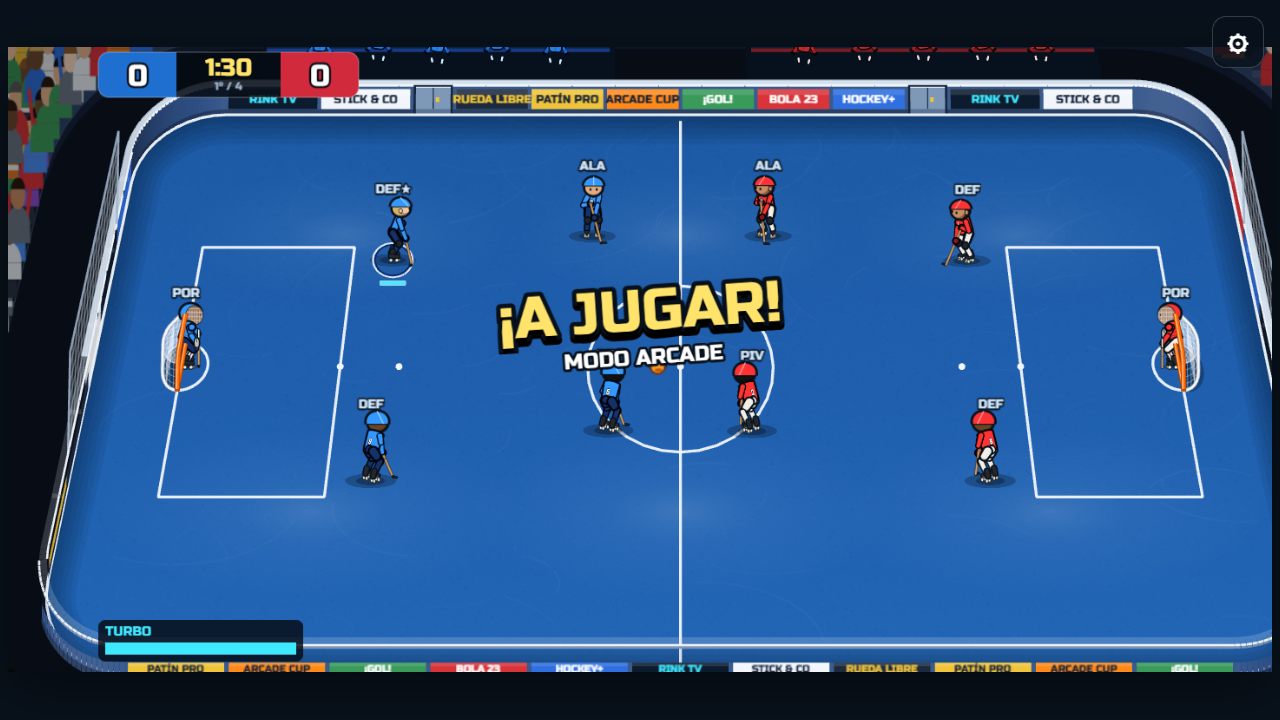 0
1:30
1º / 4
0
RINK TV
STICK & CO
RUEDA LIBRE
PATÍN PRO
ARCADE CUP
¡GOL!
BOLA 23
HOCKEY+
RINK TV
STICK & CO
ALA
ALA
DEF★
DEF
POR
POR
¡A JUGAR!
MODO ARCADE
PIV
DEF
DEF
TURBO
PATÍN PRO
ARCADE CUP
¡GOL!
BOLA 23
HOCKEY+
RINK TV
STICK & CO
RUEDA LIBRE
PATÍN PRO
ARCADE CUP
¡GOL!